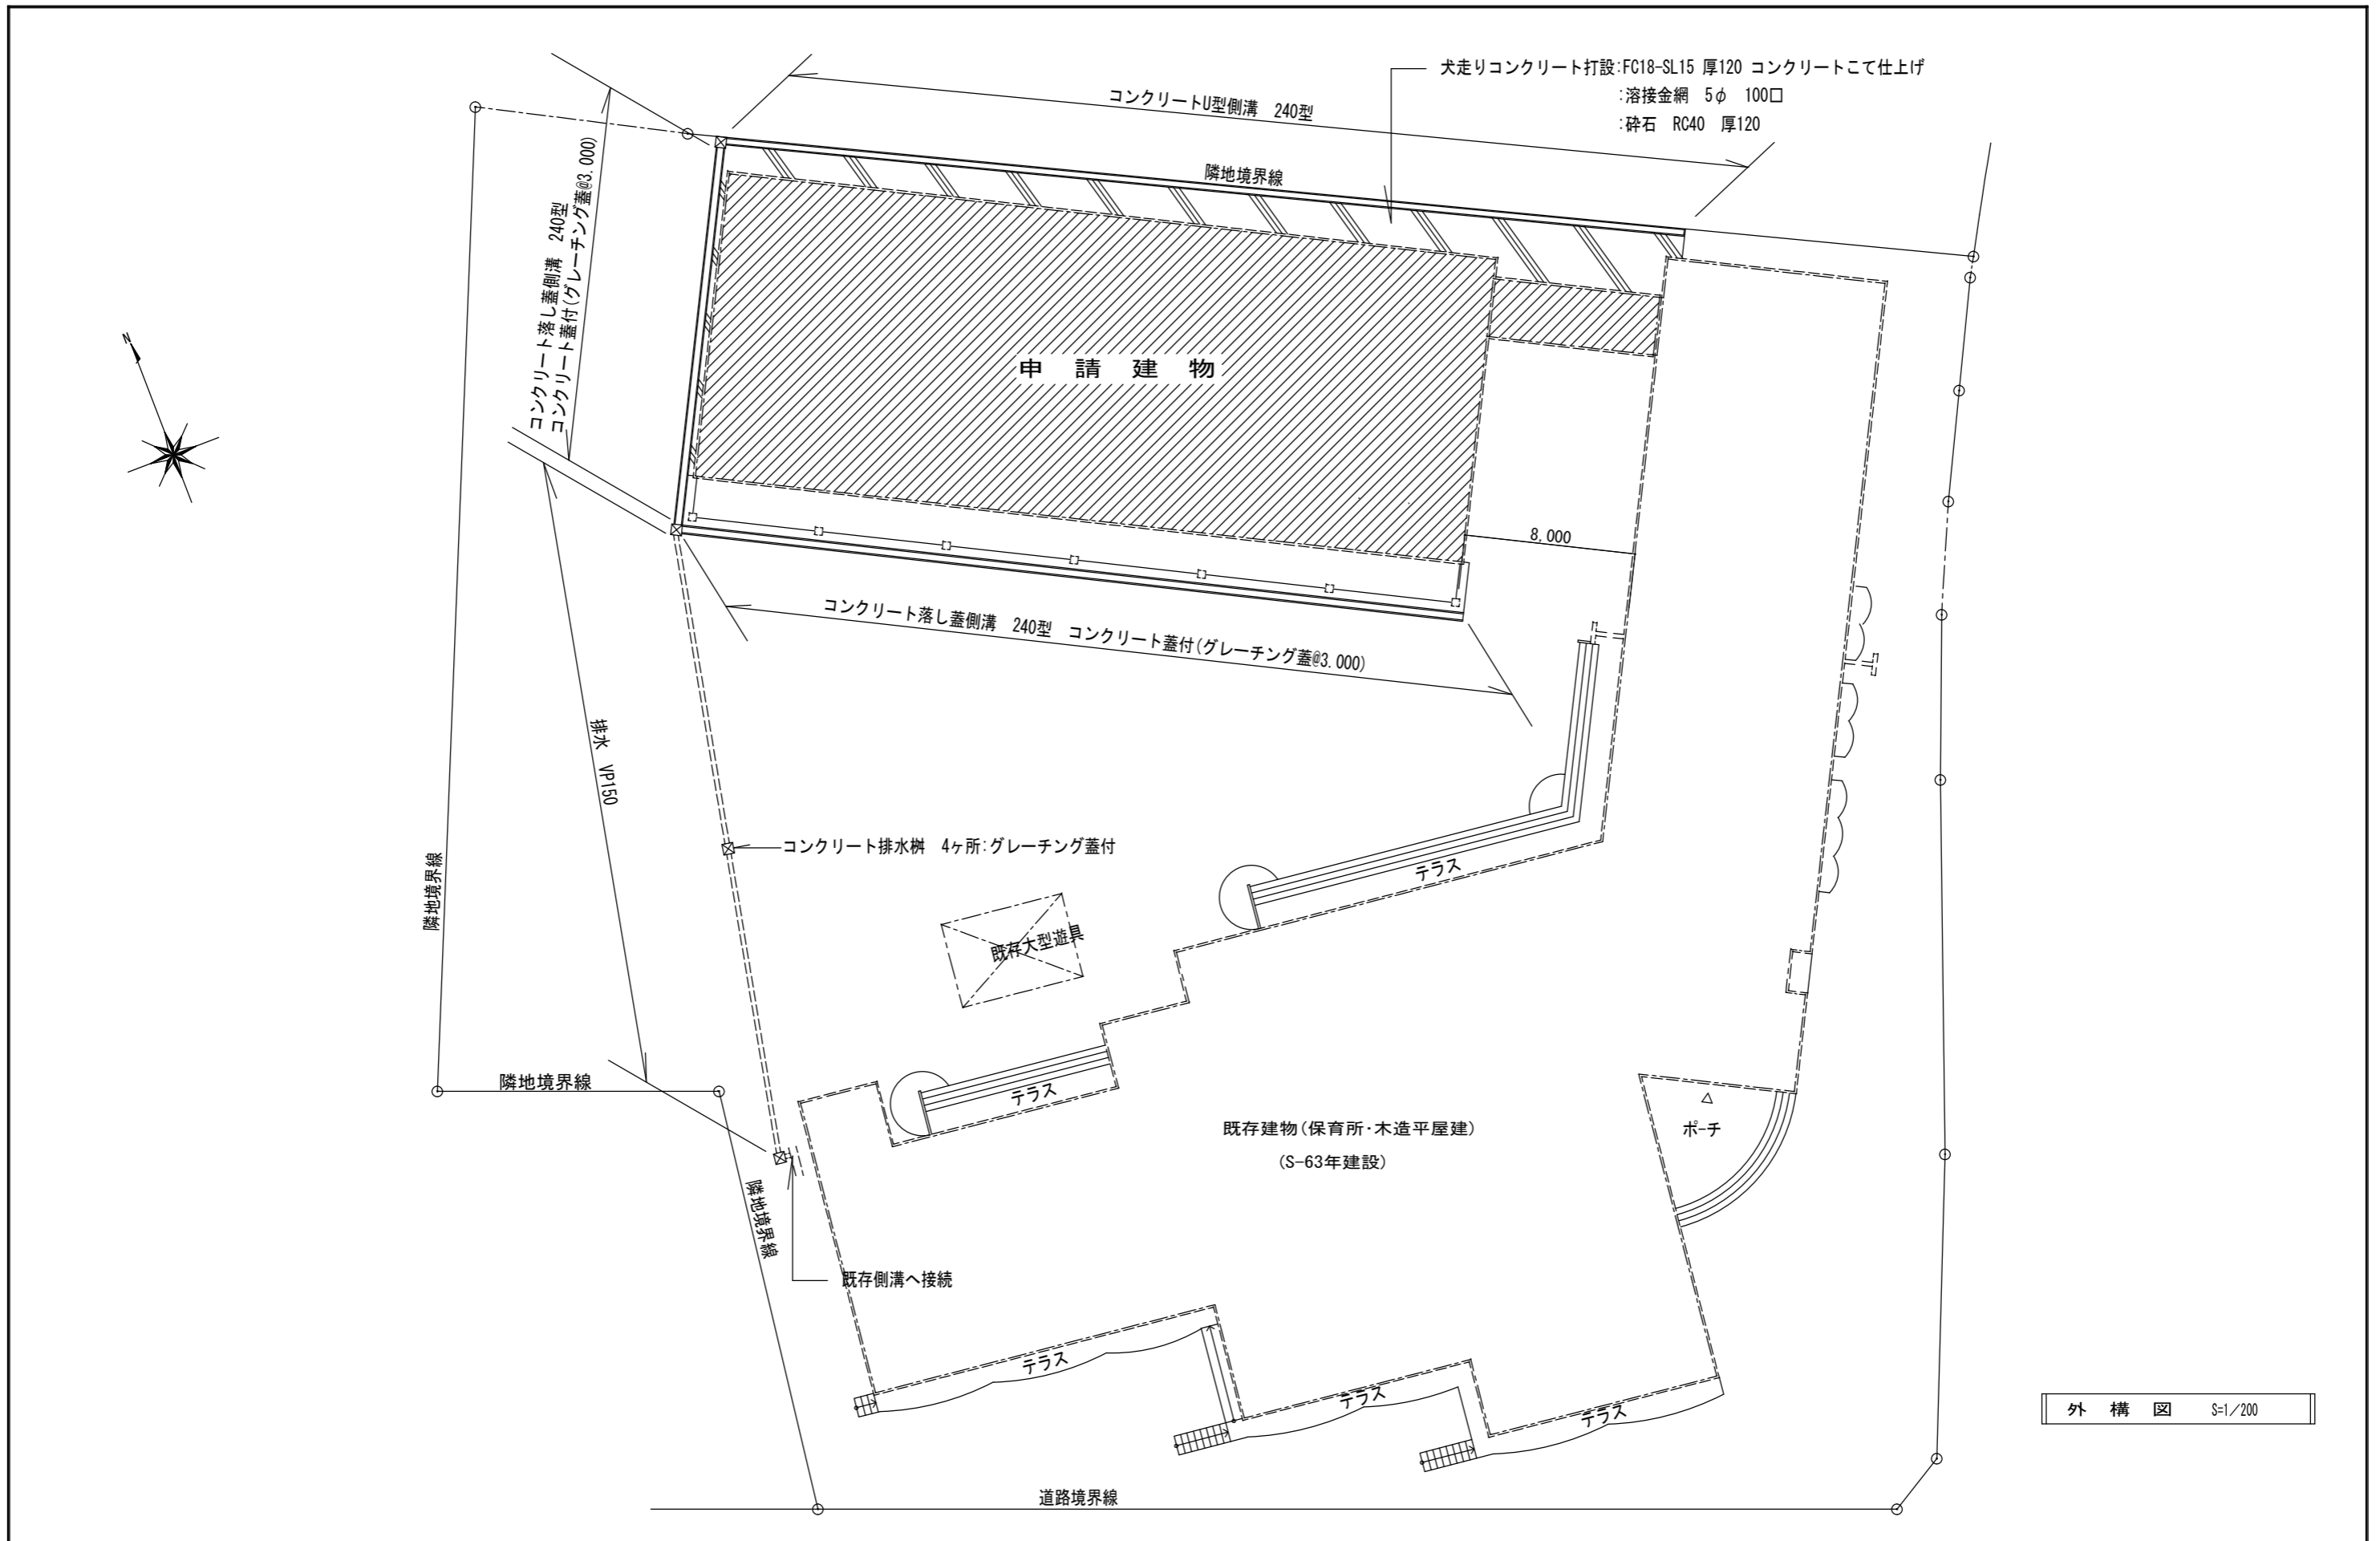 犬走りコンクリート打設:FC18-SL15 厚120 コンクリートこて仕上げ
:溶接金網 5φ 100口
:砕石 RC40 厚120
コンクリートU型側溝 240型
隣地境界線
コンクリート落し蓋側溝 240型
コンクリート蓋付(グレーチング蓋@3.000)
N
申 請 建 物
8,000
コンクリート落し蓋側溝 240型 コンクリート蓋付(グレーチング蓋@3.000)
排水 VP150
コンクリート排水桝 4ヶ所:グレーチング蓋付
テラス
隣地境界線
既存大型遊具
隣地境界線
テラス
既存建物(保育所・木造平屋建)
(S-63年建設)
ポーチ
隣地境界線
既存側溝へ接続
テラス
テラス
テラス
外 構 図 S=1/200
道路境界線